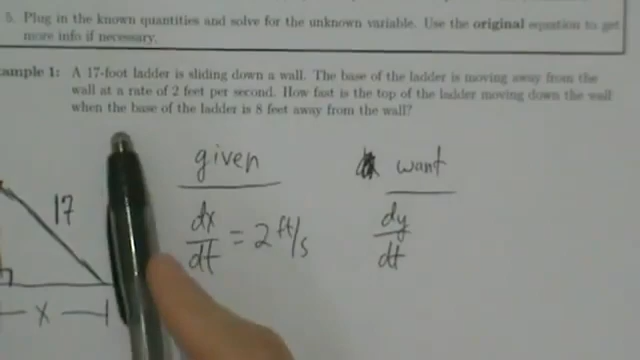 5. Plug in the known quantities and solve for the unknown variable. Use the original equation to get
more info if necessary.
ample 1: A 17-foot ladder is sliding down a wall. The base of the ladder is moving away from the
wall at a rate of 2 feet per second. How fast is the top of the ladder moving down the wall
when the base of the ladder is 8 feet away from the wall?
given want
17
dx/dt = 2 ft/s dy/dt
x